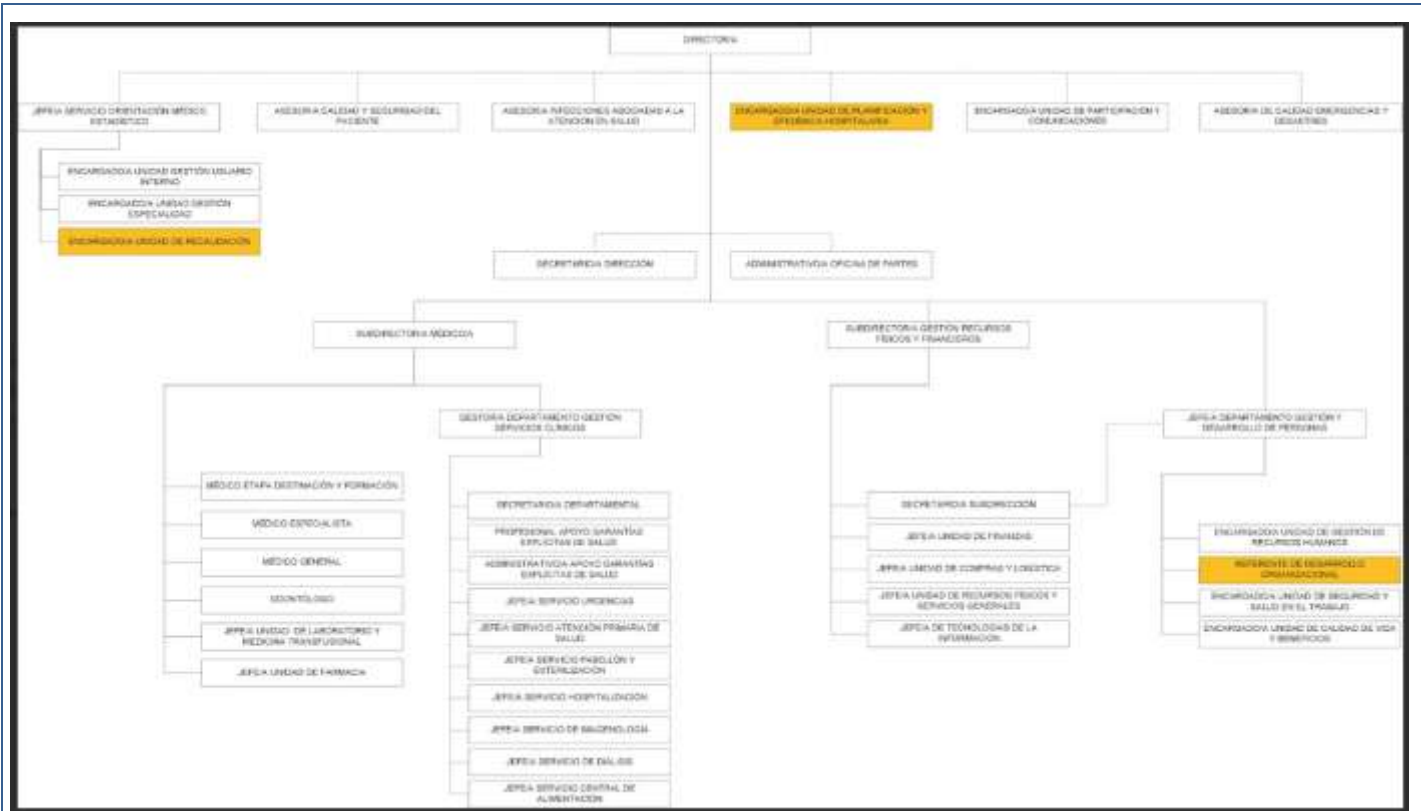 DIRECTOR/A
JEFE/A SERVICIO ORIENTACIÓN MÉDICO
ESTADÍSTICO
ASESOR/A CALIDAD Y SEGURIDAD DEL
PACIENTE
ASESOR/A INFECCIONES ASOCIADAS A LA
ATENCIÓN EN SALUD
ENCARGADO/A UNIDAD DE PLANIFICACIÓN Y
EFICIENCIA HOSPITALARIA
ENCARGADO/A UNIDAD DE PARTICIPACIÓN Y
COMUNICACIONES
ASESOR/A DE CALIDAD EMERGENCIAS Y
DESASTRES
ENCARGADO/A UNIDAD GESTIÓN USUARIO
INTERNO
ENCARGADO/A UNIDAD GESTIÓN
ESPECIALIDAD
ENCARGADO/A UNIDAD DE RECAUDACIÓN
SECRETARIO/A DIRECCIÓN
ADMINISTRATIVO/A OFICINA DE PARTES
SUBDIRECTOR/A MÉDICO/A
SUBDIRECTOR/A GESTIÓN RECURSOS
FÍSICOS Y FINANCIEROS
GESTOR/A DEPARTAMENTO GESTIÓN
SERVICIOS CLÍNICOS
JEFE/A DEPARTAMENTO GESTIÓN Y
DESARROLLO DE PERSONAS
MÉDICO ETAPA DESTINACIÓN Y FORMACIÓN
MÉDICO ESPECIALISTA
MÉDICO GENERAL
ODONTÓLOGO
JEFE/A UNIDAD DE LABORATORIO Y
MEDICINA TRANSFUSIONAL
JEFE/A UNIDAD DE FARMACIA
SECRETARIO/A DEPARTAMENTAL
PROFESIONAL APOYO GARANTÍAS
EXPLÍCITAS DE SALUD
ADMINISTRATIVO/A APOYO GARANTÍAS
EXPLÍCITAS DE SALUD
JEFE/A SERVICIO URGENCIAS
JEFE/A SERVICIO ATENCIÓN PRIMARIA DE
SALUD
JEFE/A SERVICIO PABELLÓN Y
ESTERILIZACIÓN
JEFE/A SERVICIO HOSPITALIZACIÓN
JEFE/A SERVICIO DE IMAGENOLOGÍA
JEFE/A SERVICIO DE DIÁLISIS
JEFE/A SERVICIO CENTRAL DE
ALIMENTACIÓN
SECRETARIO/A SUBDIRECCIÓN
JEFE/A UNIDAD DE FINANZAS
JEFE/A UNIDAD DE COMPRAS Y LOGÍSTICA
JEFE/A UNIDAD DE RECURSOS FÍSICOS Y
SERVICIOS GENERALES
JEFE/A DE TECNOLOGÍAS DE LA
INFORMACIÓN
ENCARGADO/A UNIDAD DE GESTIÓN DE
RECURSOS HUMANOS
REFERENTE DE DESARROLLO
ORGANIZACIONAL
ENCARGADO/A UNIDAD DE SEGURIDAD Y
SALUD EN EL TRABAJO
ENCARGADO/A UNIDAD DE CALIDAD DE VIDA
Y BENEFICIOS